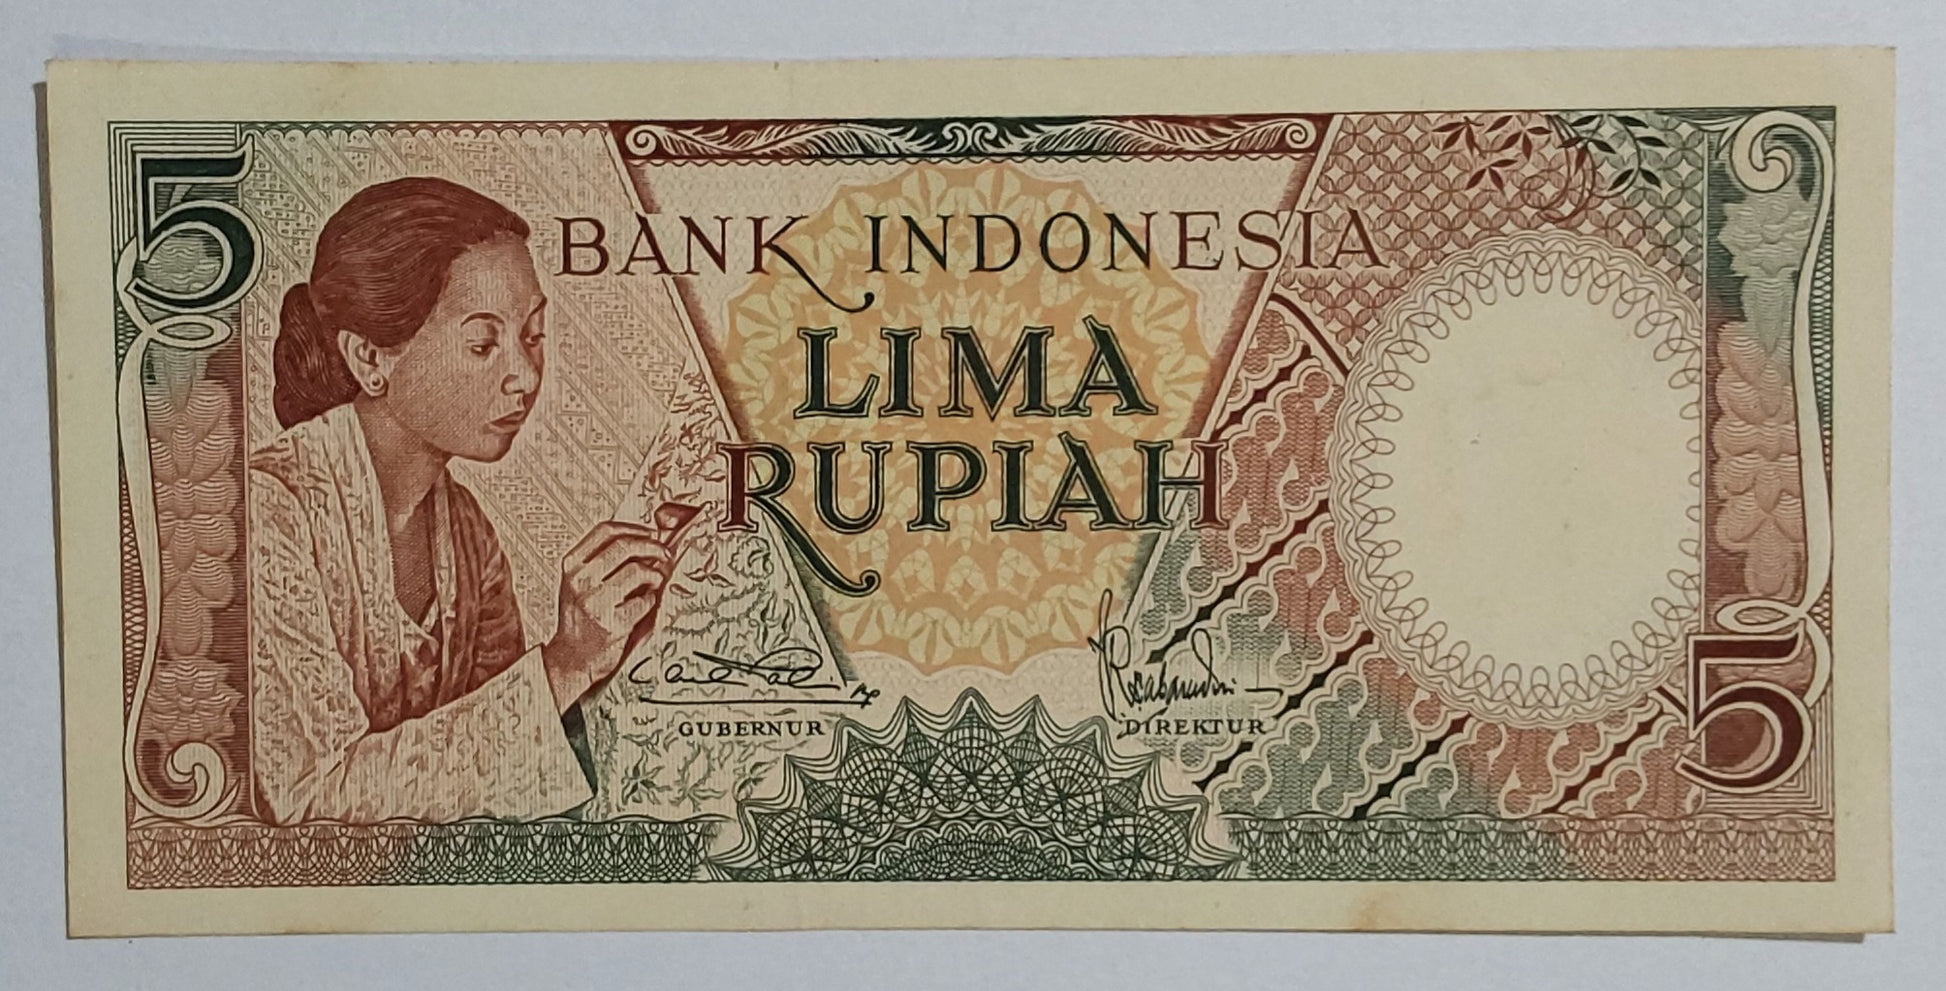 5
BANK INDONESIA
LIMA
RUPIAH
GUBERNUR
DIREKTUR
5